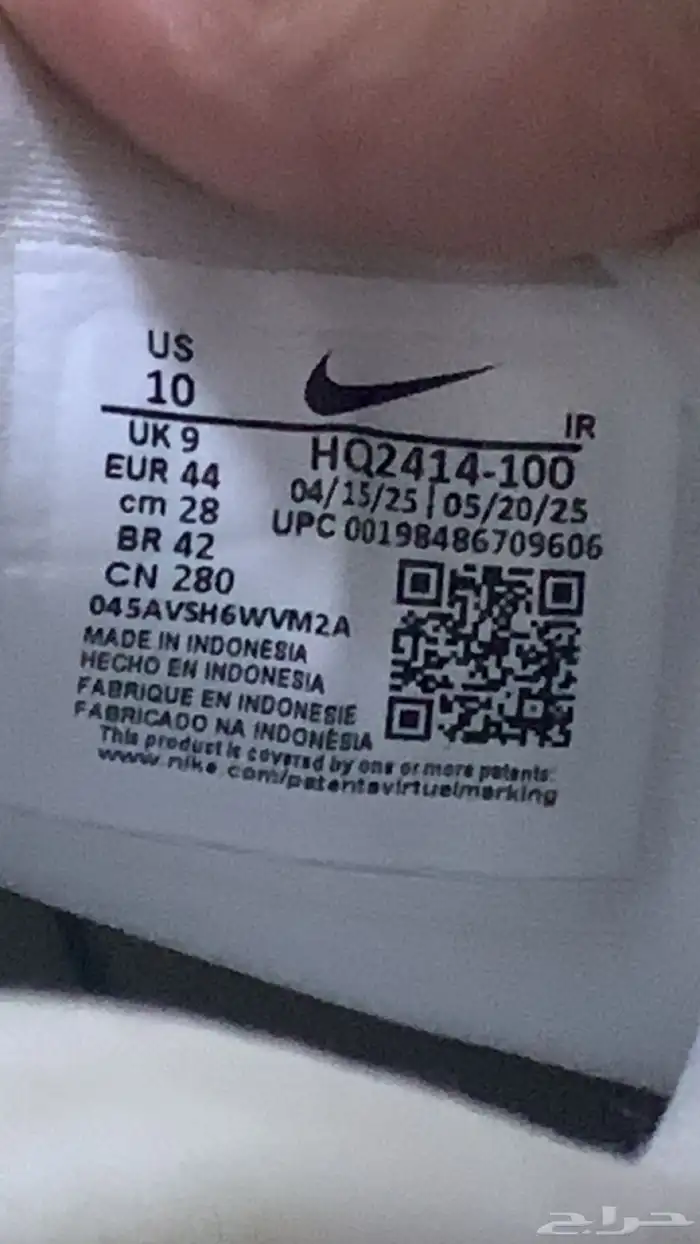 US
10
IR
UK 9
HQ2414-100
EUR 44
04/15/25 | 05/20/25
cm 28
UPC 00198486709606
BR 42
CN 280
045AVSH6WVM2A
MADE IN INDONESIA
HECHO EN INDONESIA
FABRIQUE EN INDONESIE
FABRICADO NA INDONÉSIA
This product is covered by one or more patents:
www.nike.com/patentsvirtuelmarking
حراج